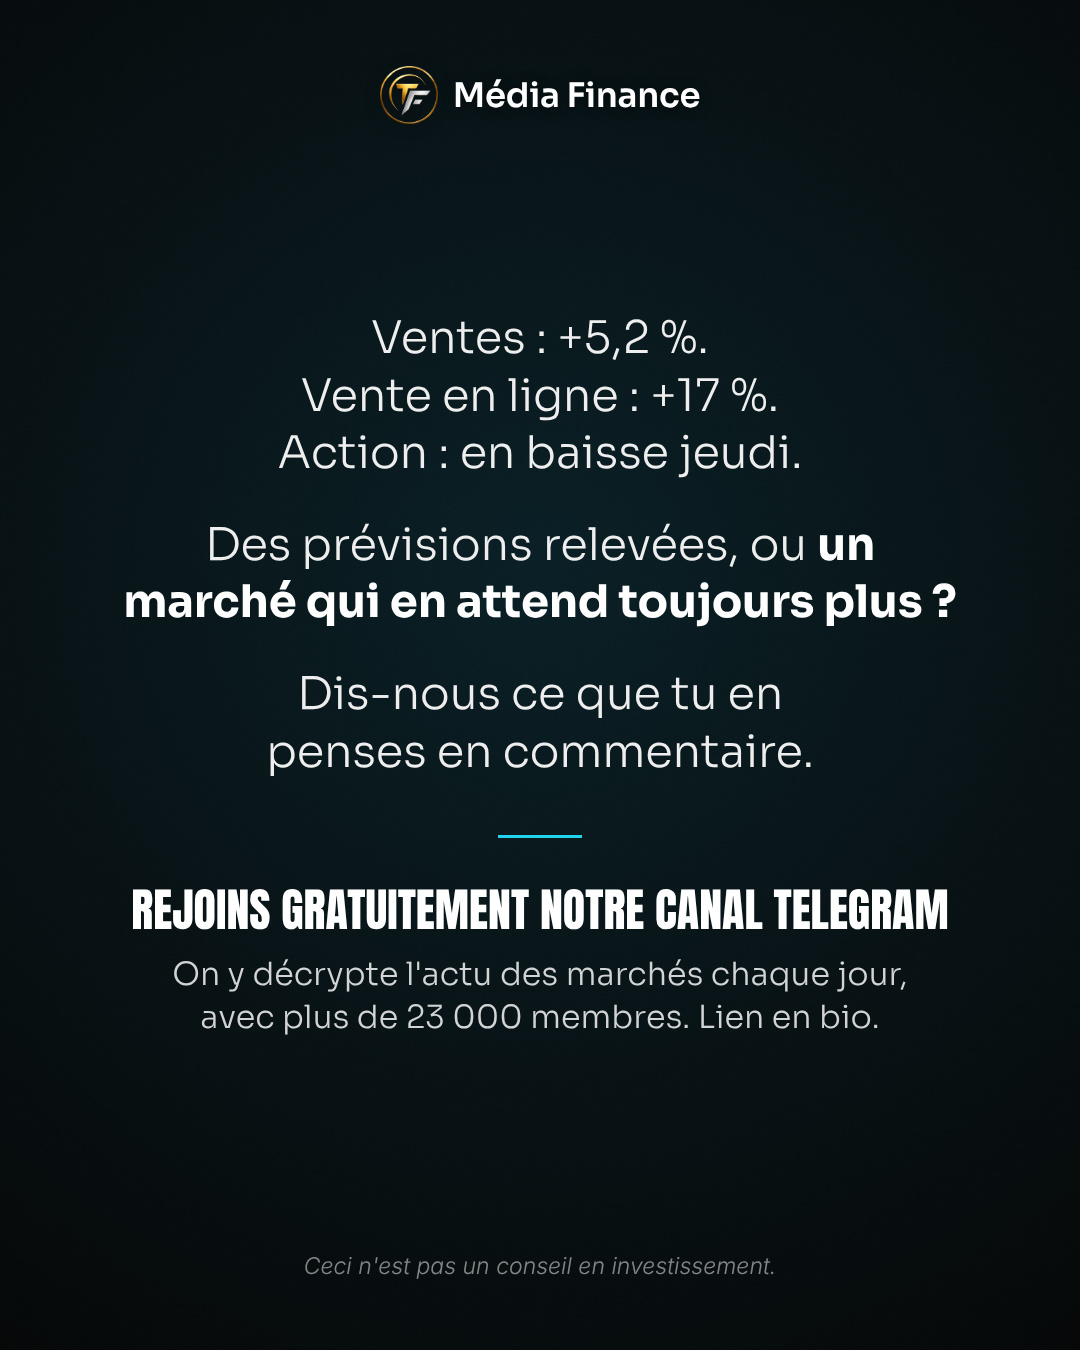 TF Média Finance
Ventes : +5,2 %.
Vente en ligne : +17 %.
Action : en baisse jeudi.
Des prévisions relevées, ou un
marché qui en attend toujours plus ?
Dis-nous ce que tu en
penses en commentaire.
REJOINS GRATUITEMENT NOTRE CANAL TELEGRAM
On y décrypte l'actu des marchés chaque jour,
avec plus de 23 000 membres. Lien en bio.
Ceci n'est pas un conseil en investissement.